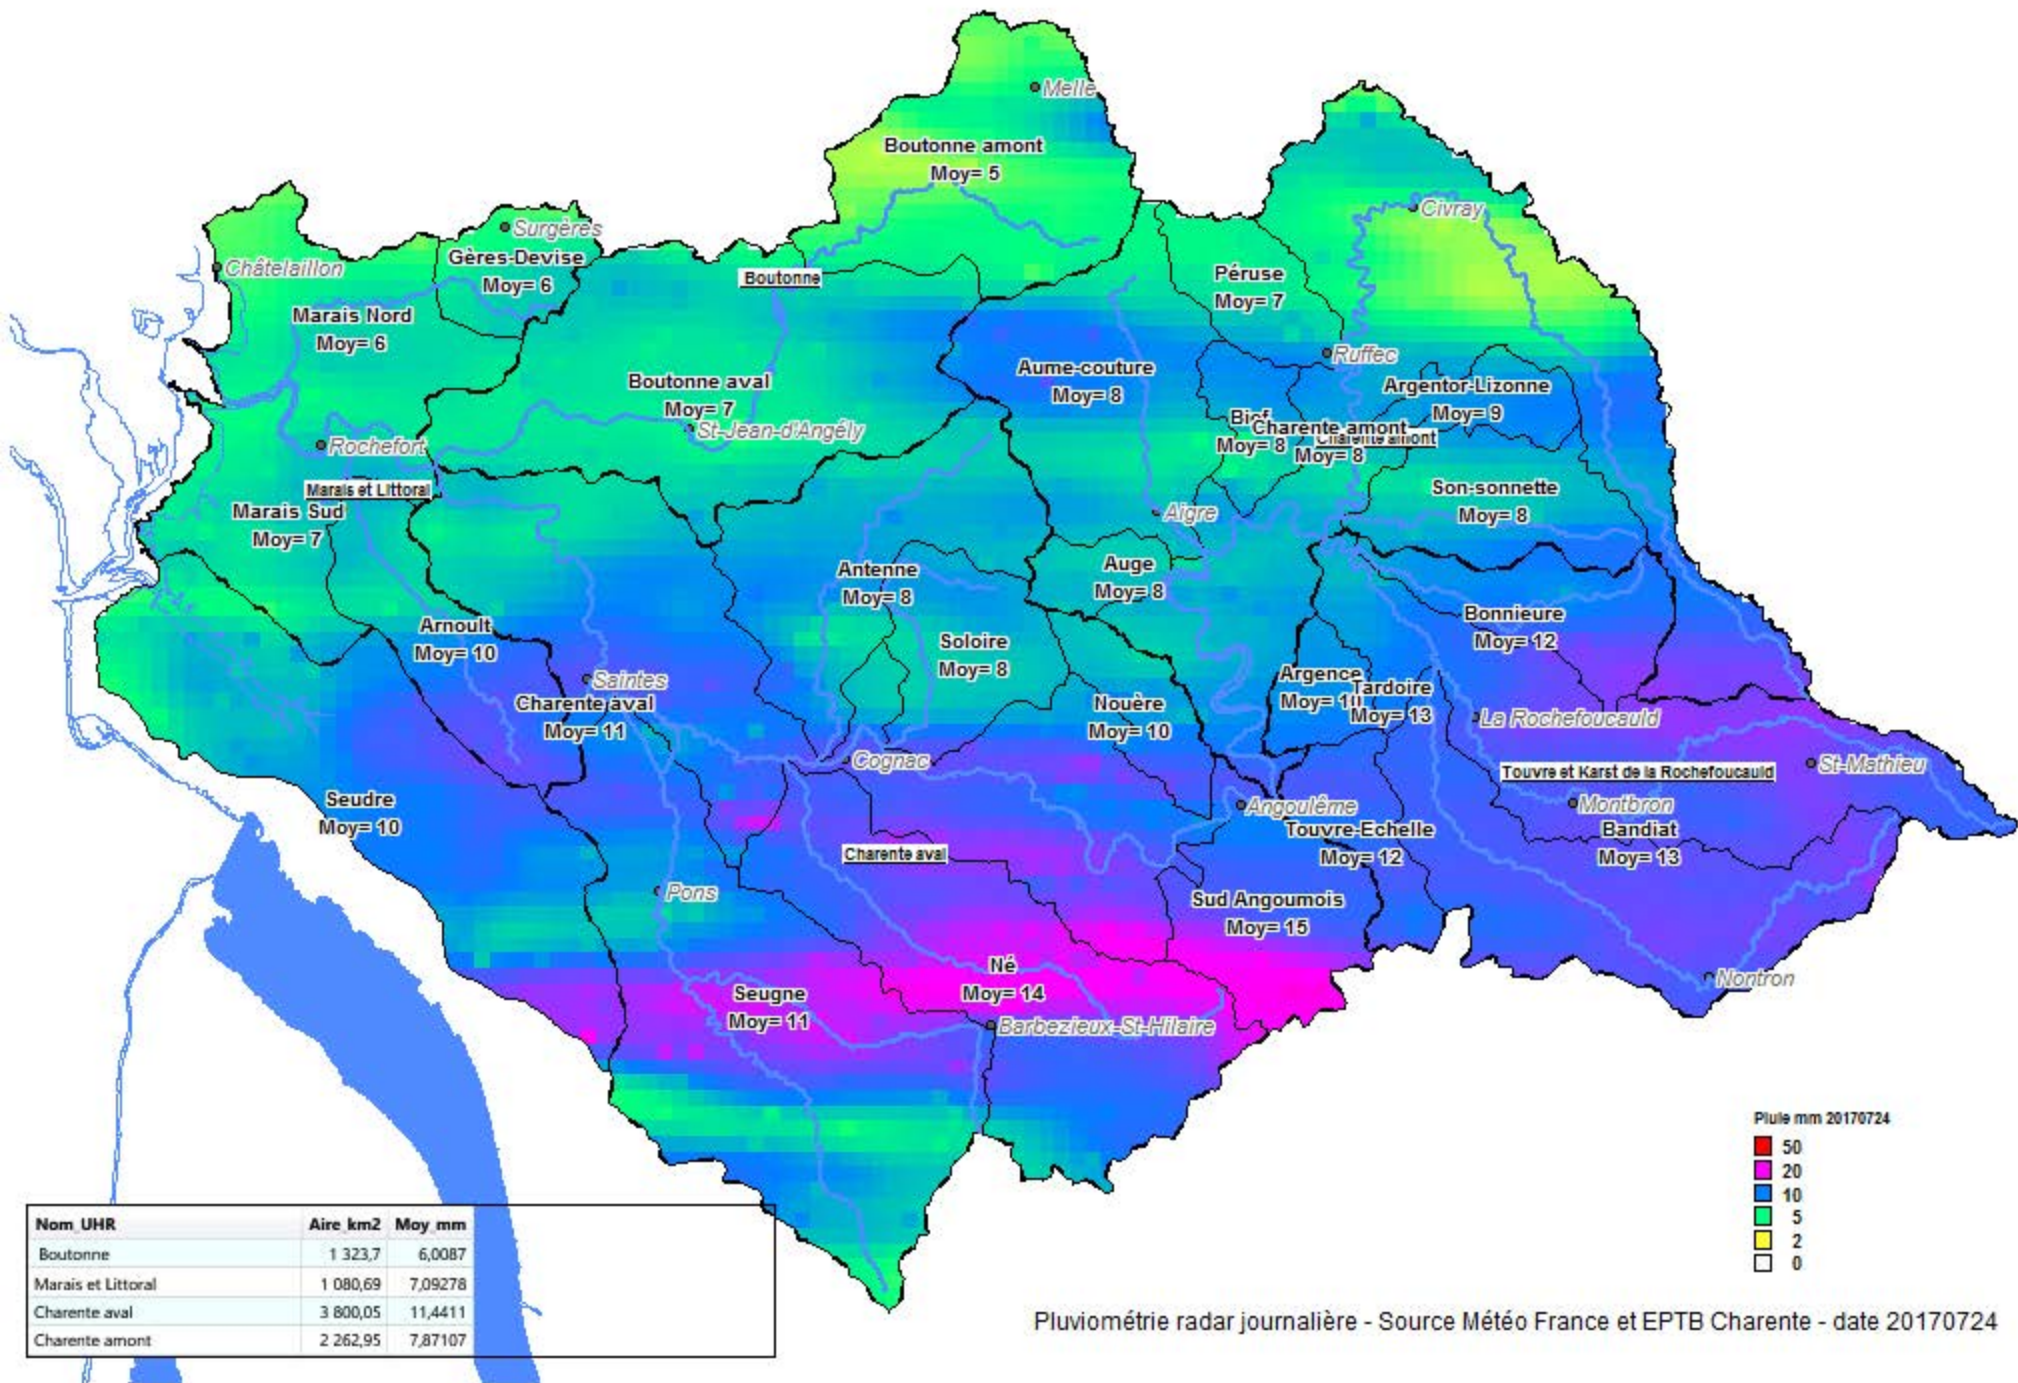 Melle
Boutonne amont
Moy= 5
Civray
Surgères
Châtelaillon
Gères-Devise
Moy= 6
Boutonne
Péruse
Moy= 7
Marais Nord
Moy= 6
Ruffec
Aume-couture
Moy= 8
Boutonne aval
Moy= 7
Argentor-Lizonne
Moy= 9
St-Jean-d'Angély
Bief
Moy= 8
Charente amont
Moy= 8
Charente amont
Rochefort
Marais et Littoral
Marais Sud
Moy= 7
Son-sonnette
Moy= 8
Aigre
Antenne
Moy= 8
Auge
Moy= 8
Bonnieure
Moy= 12
Arnoult
Moy= 10
Soloire
Moy= 8
Saintes
Charente aval
Moy= 11
Argence
Moy= 10
Tardoire
Moy= 13
Nouère
Moy= 10
La Rochefoucauld
Cognac
Touvre et Karst de la Rochefoucauld
St-Mathieu
Seudre
Moy= 10
Angoulême
Montbron
Touvre-Echelle
Moy= 12
Bandiat
Moy= 13
Charente aval
Pons
Sud Angoumois
Moy= 15
Né
Moy= 14
Nontron
Seugne
Moy= 11
Barbezieux-St-Hilaire
Pluie mm 20170724
50
20
10
5
2
0
Nom_UHR Aire_km2 Moy_mm
Boutonne 1 323,7 6,0087
Marais et Littoral 1 080,69 7,09278
Charente aval 3 800,05 11,4411
Charente amont 2 262,95 7,87107
Pluviométrie radar journalière - Source Météo France et EPTB Charente - date 20170724